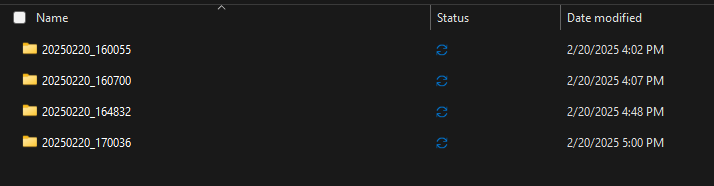 Name Status Date modified
20250220_160055 2/20/2025 4:02 PM
20250220_160700 2/20/2025 4:07 PM
20250220_164832 2/20/2025 4:48 PM
20250220_170036 2/20/2025 5:00 PM